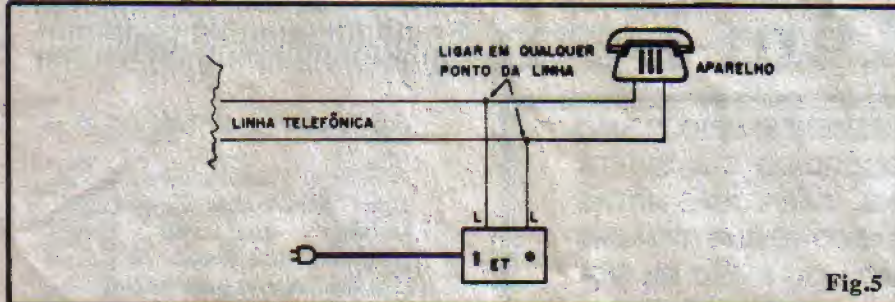 LIGAR EM QUALQUER
PONTO DA LINHA
APARELHO
LINHA TELEFÔNICA
L L
ET
Fig.5